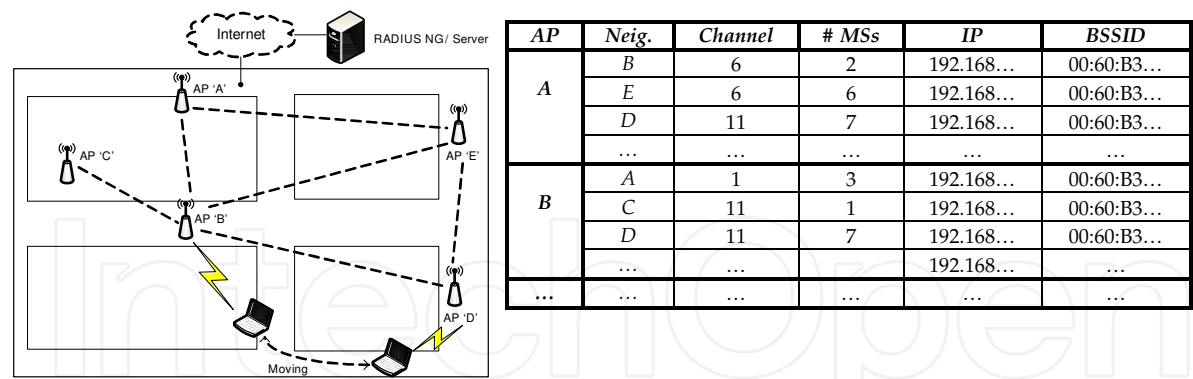 Internet
RADIUS NG/ Server
AP 'A'
AP 'C'
AP 'E'
AP 'B'
AP 'D'
Moving
AP Neig. Channel # MSs IP BSSID
A B 6 2 192.168… 00:60:B3…
E 6 6 192.168… 00:60:B3…
D 11 7 192.168… 00:60:B3…
… … … … …
B A 1 3 192.168… 00:60:B3…
C 11 1 192.168… 00:60:B3…
D 11 7 192.168… 00:60:B3…
… … 192.168… …
… … … … … …
IntechOpen